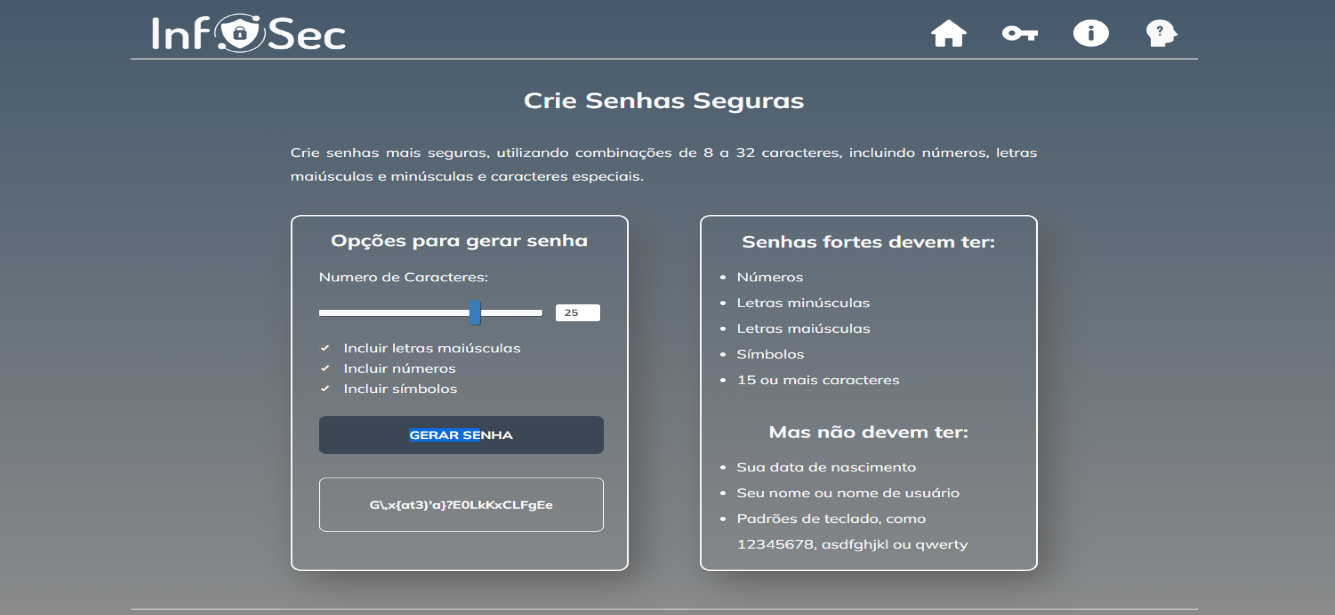 Inf Sec
Crie Senhas Seguras
Crie senhas mais seguras, utilizando combinações de 8 a 32 caracteres, incluindo números, letras
maiúsculas e minúsculas e caracteres especiais.
Opções para gerar senha
Numero de Caracteres:
25
Incluir letras maiúsculas
Incluir números
Incluir símbolos
GERAR SENHA
G\,x{at3)'a}?E0LkKxCLFgEe
Senhas fortes devem ter:
Números
Letras minúsculas
Letras maiúsculas
Símbolos
15 ou mais caracteres
Mas não devem ter:
Sua data de nascimento
Seu nome ou nome de usuário
Padrões de teclado, como
12345678, asdfghjkl ou qwerty